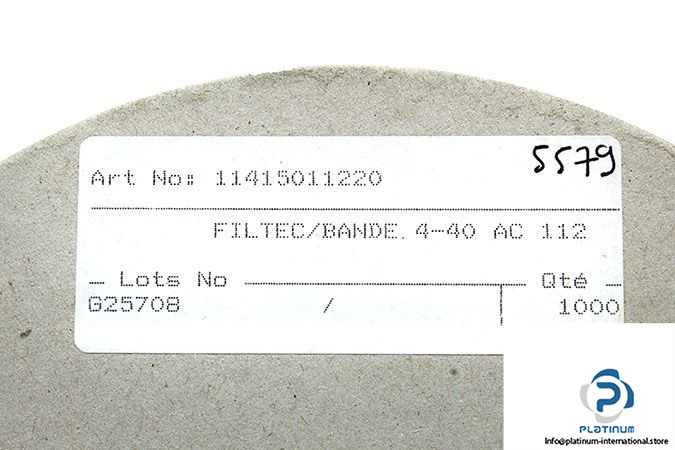 5579
Art No: 11415011220
FILTEC/BANDE.4-40 AC 112
Lots No Qté
G25708 / 1000
PLATINUM
Info@platinum-international.store